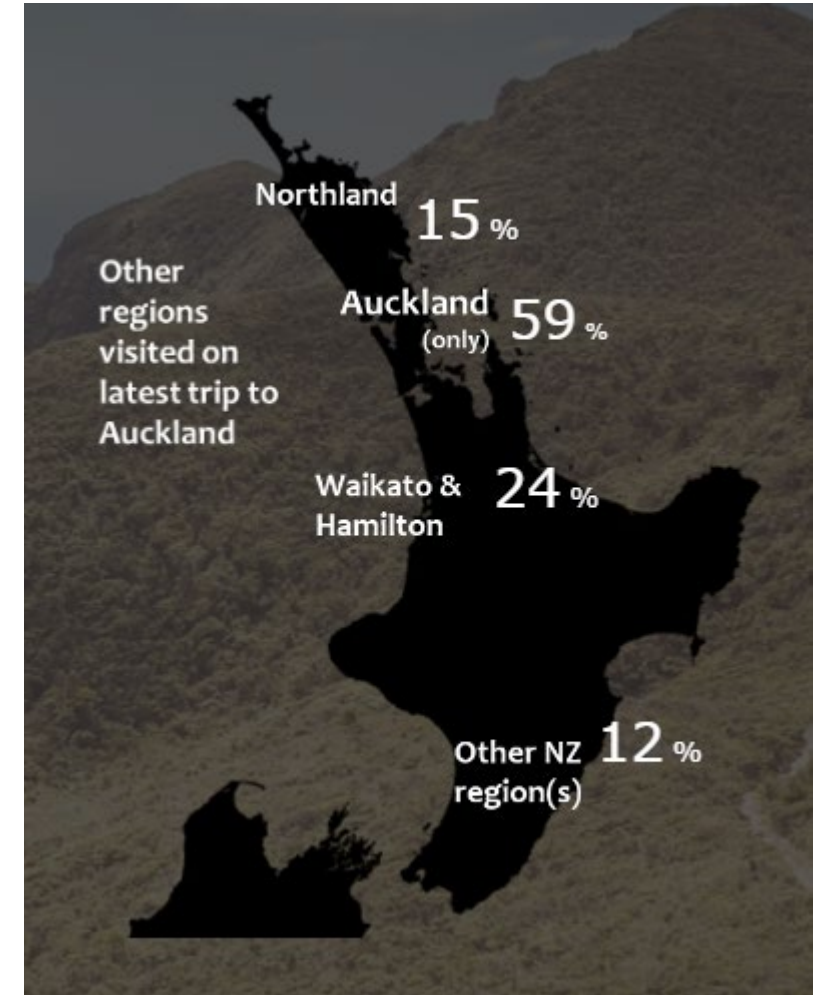 Northland 15 %
Other
regions
visited on
latest trip to
Auckland
Auckland 59 %
(only)
Waikato & 24 %
Hamilton
Other NZ 12 %
region(s)